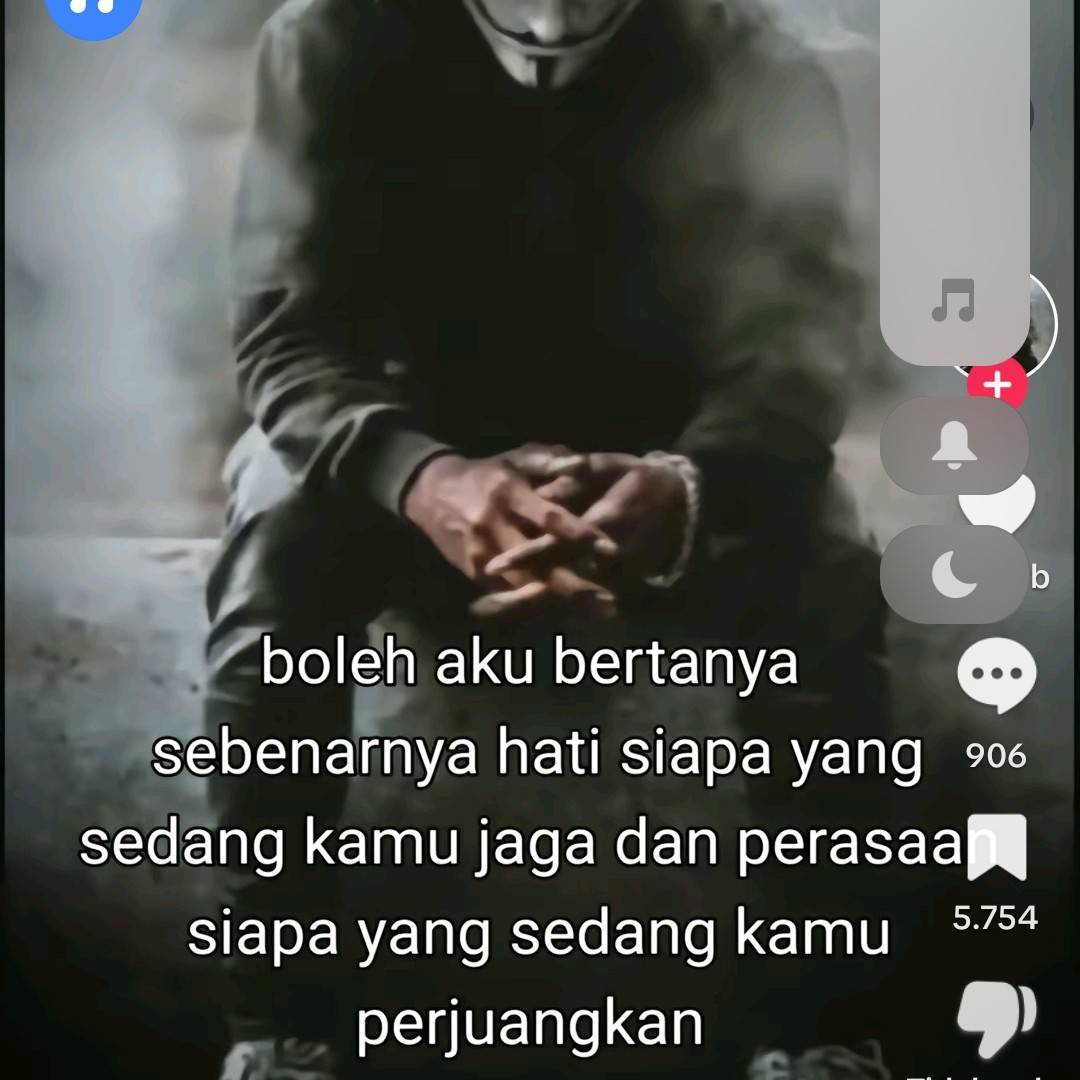 boleh aku bertanya
sebenarnya hati siapa yang
sedang kamu jaga dan perasaan
siapa yang sedang kamu
perjuangkan
b
906
5.754